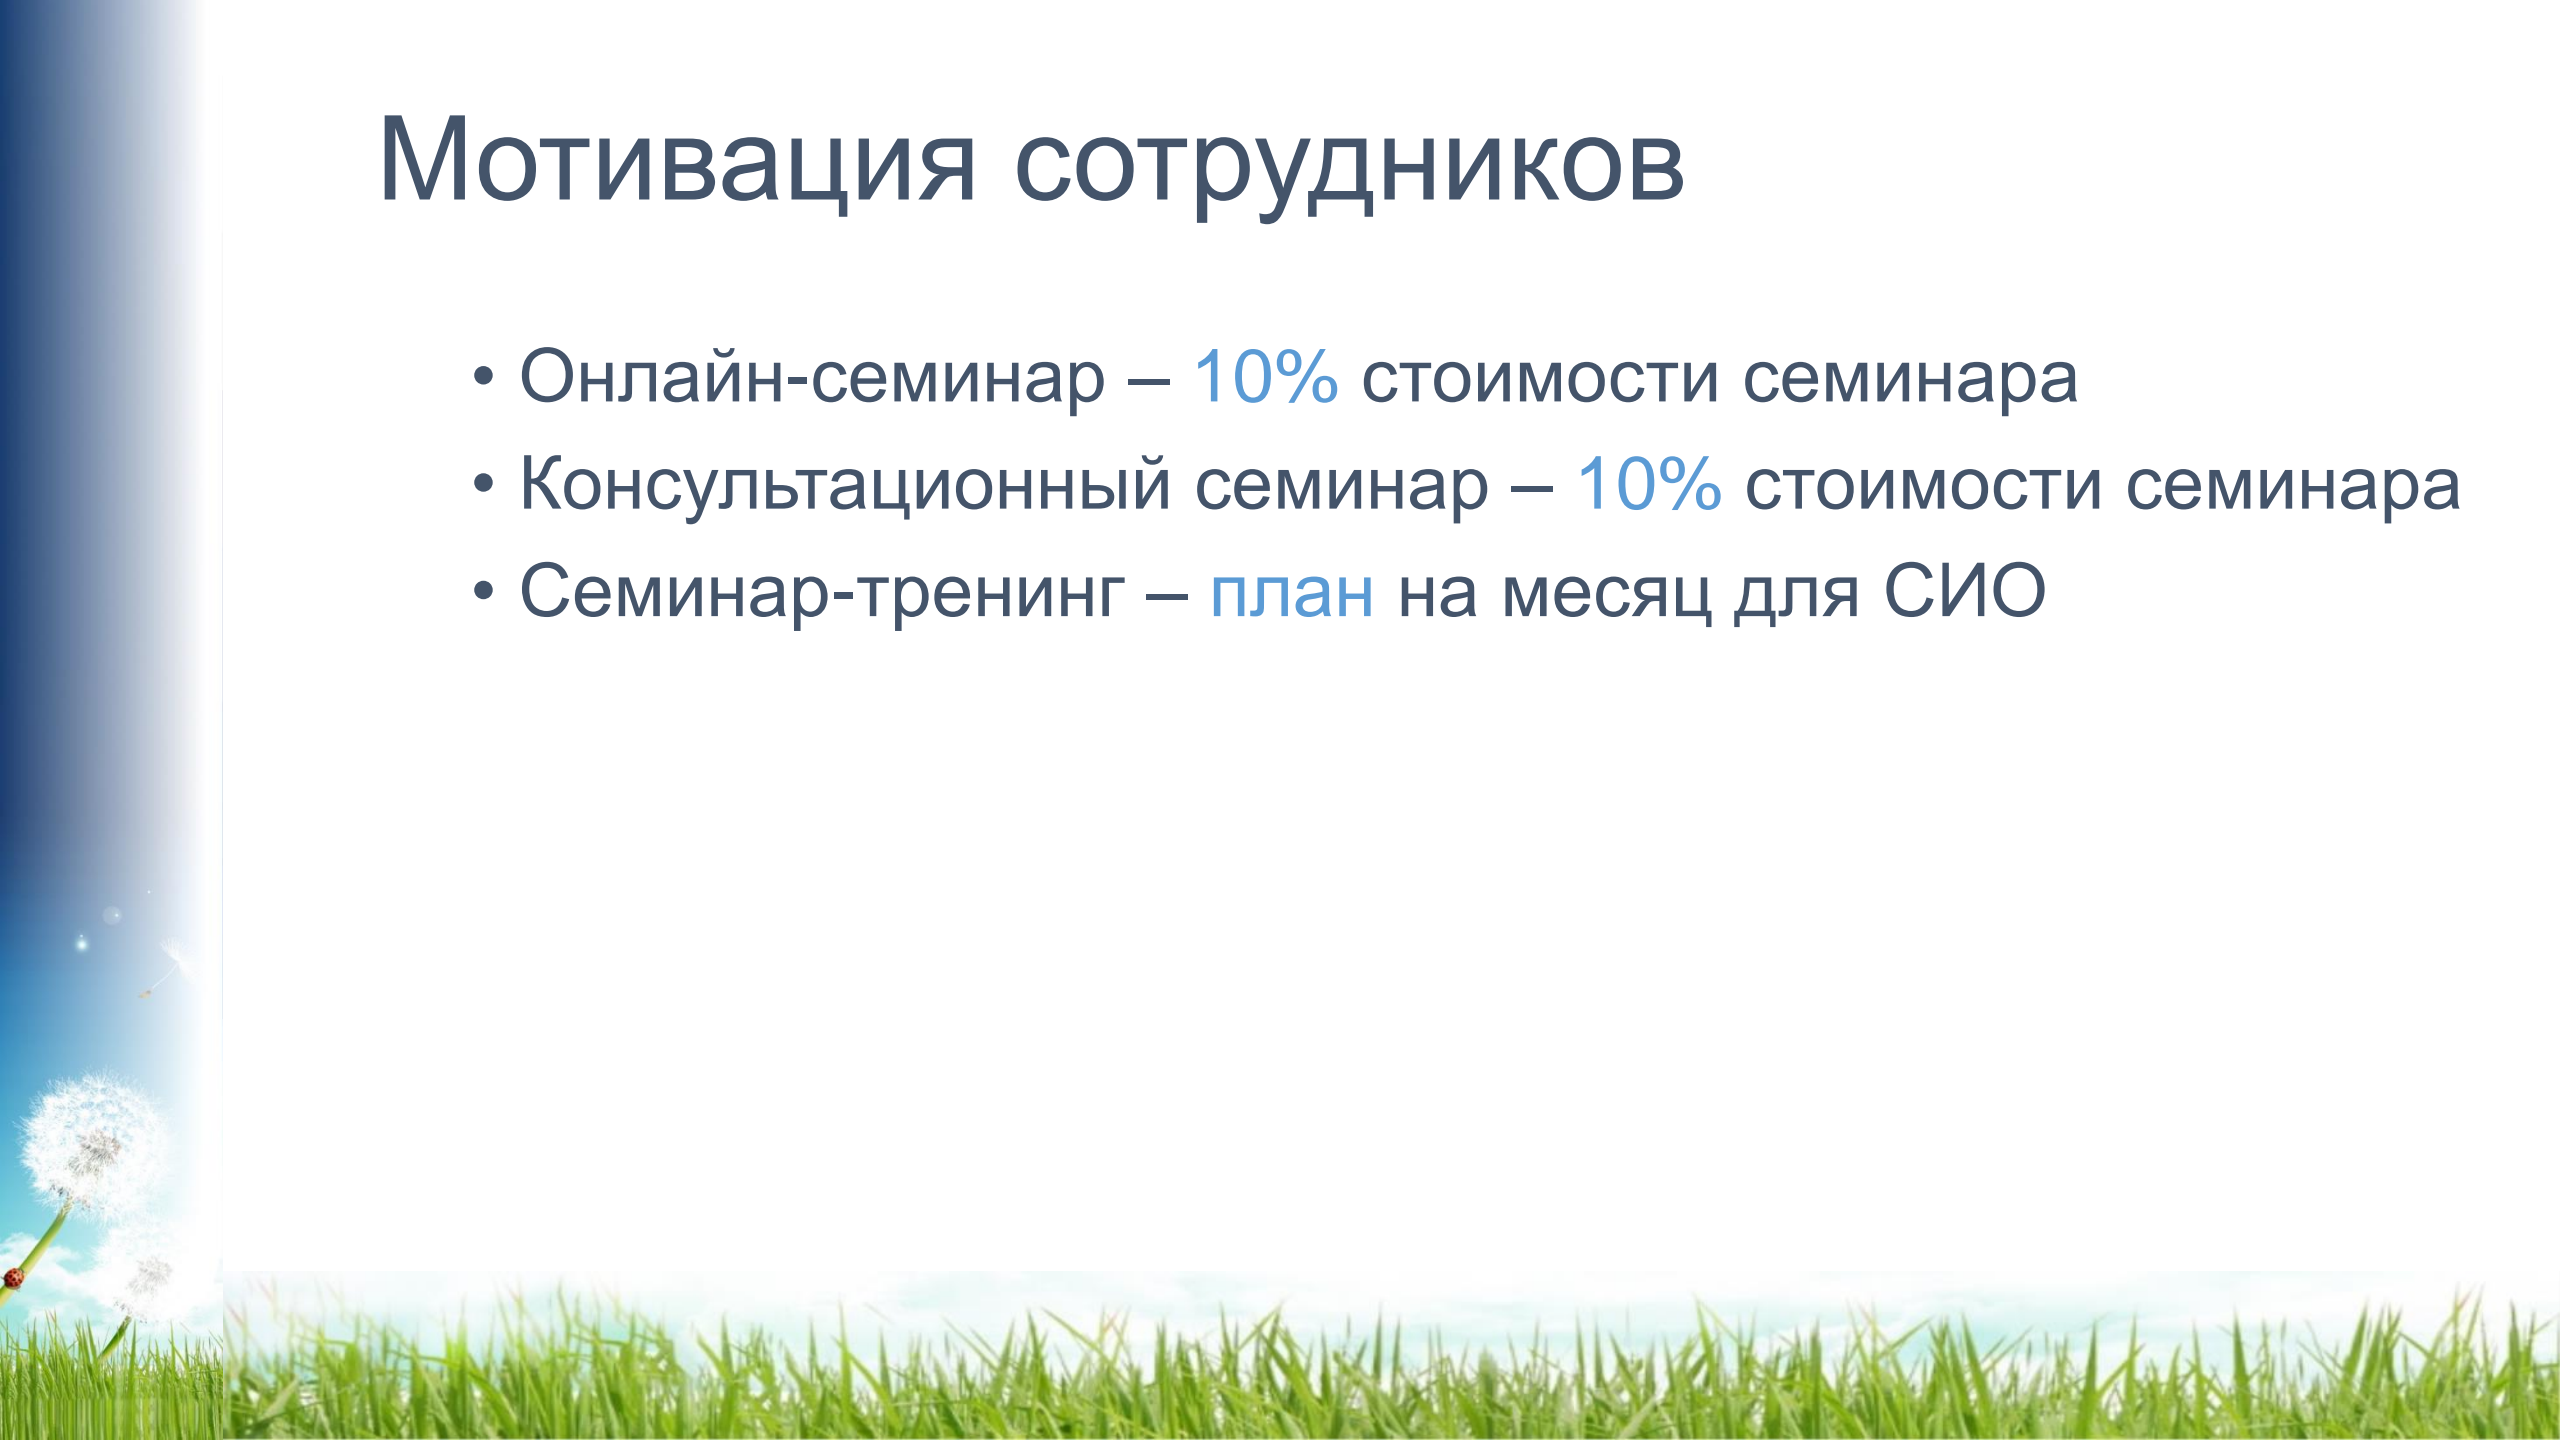 Мотивация сотрудников
• Онлайн-семинар – 10% стоимости семинара
• Консультационный семинар – 10% стоимости семинара
• Семинар-тренинг – план на месяц для СИО